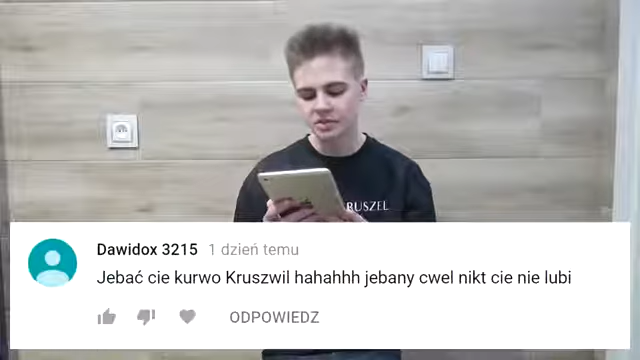 RUSZEL
Dawidox 3215 1 dzień temu
Jebać cie kurwo Kruszwil hahahhh jebany cwel nikt cie nie lubi
ODPOWIEDZ